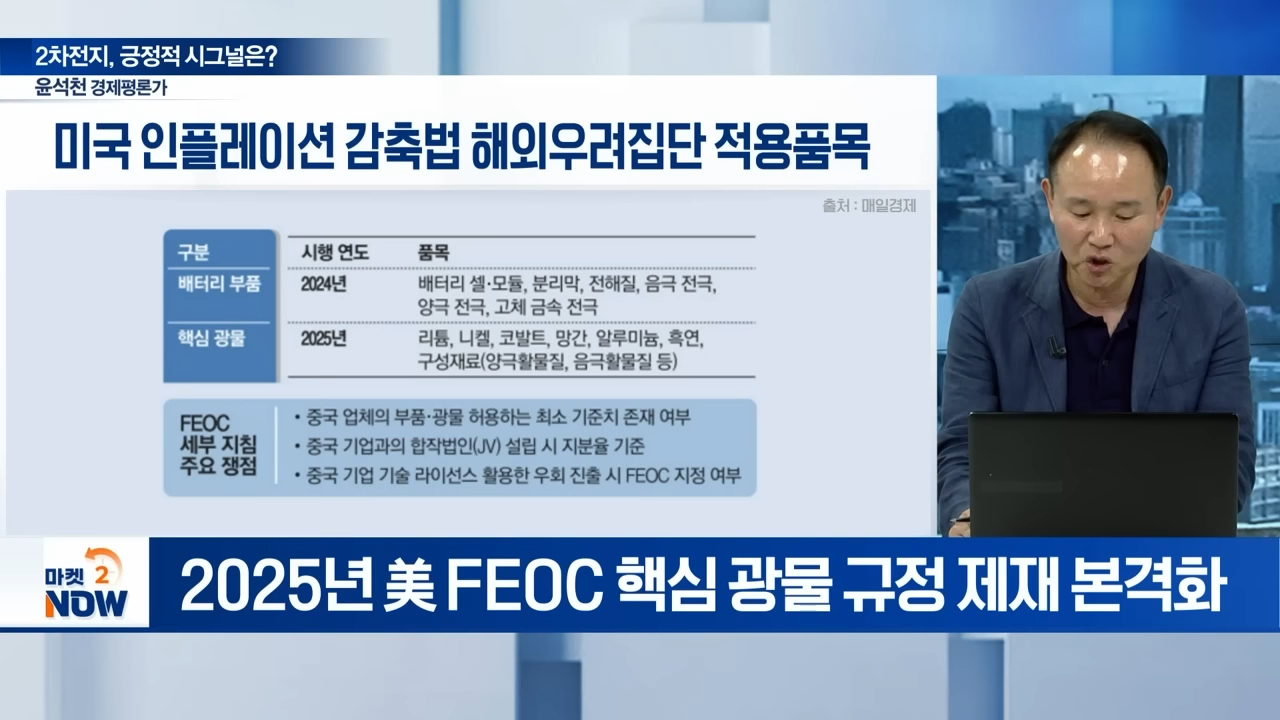 2차전지, 긍정적 시그널은?
윤석천 경제평론가
미국 인플레이션 감축법 해외우려집단 적용품목
출처 : 매일경제
구분 시행 연도 품목
배터리 부품 2024년 배터리 셀·모듈, 분리막, 전해질, 음극 전극,
양극 전극, 고체 금속 전극
핵심 광물 2025년 리튬, 니켈, 코발트, 망간, 알루미늄, 흑연,
구성재료(양극활물질, 음극활물질 등)
FEOC
세부 지침
주요 쟁점
• 중국 업체의 부품·광물 허용하는 최소 기준치 존재 여부
• 중국 기업과의 합작법인(JV) 설립 시 지분율 기준
• 중국 기업 기술 라이선스 활용한 우회 진출 시 FEOC 지정 여부
마켓 2
NOW
2025년 美 FEOC 핵심 광물 규정 제재 본격화